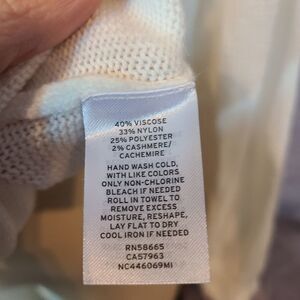 40% VISCOSE
33% NYLON
25% POLYESTER
2% CASHMERE/
CACHEMIRE
HAND WASH COLD,
WITH LIKE COLORS
ONLY NON-CHLORINE
BLEACH IF NEEDED
ROLL IN TOWEL TO
REMOVE EXCESS
MOISTURE, RESHAPE,
LAY FLAT TO DRY
COOL IRON IF NEEDED
RN58665
CA57963
NC446069MI